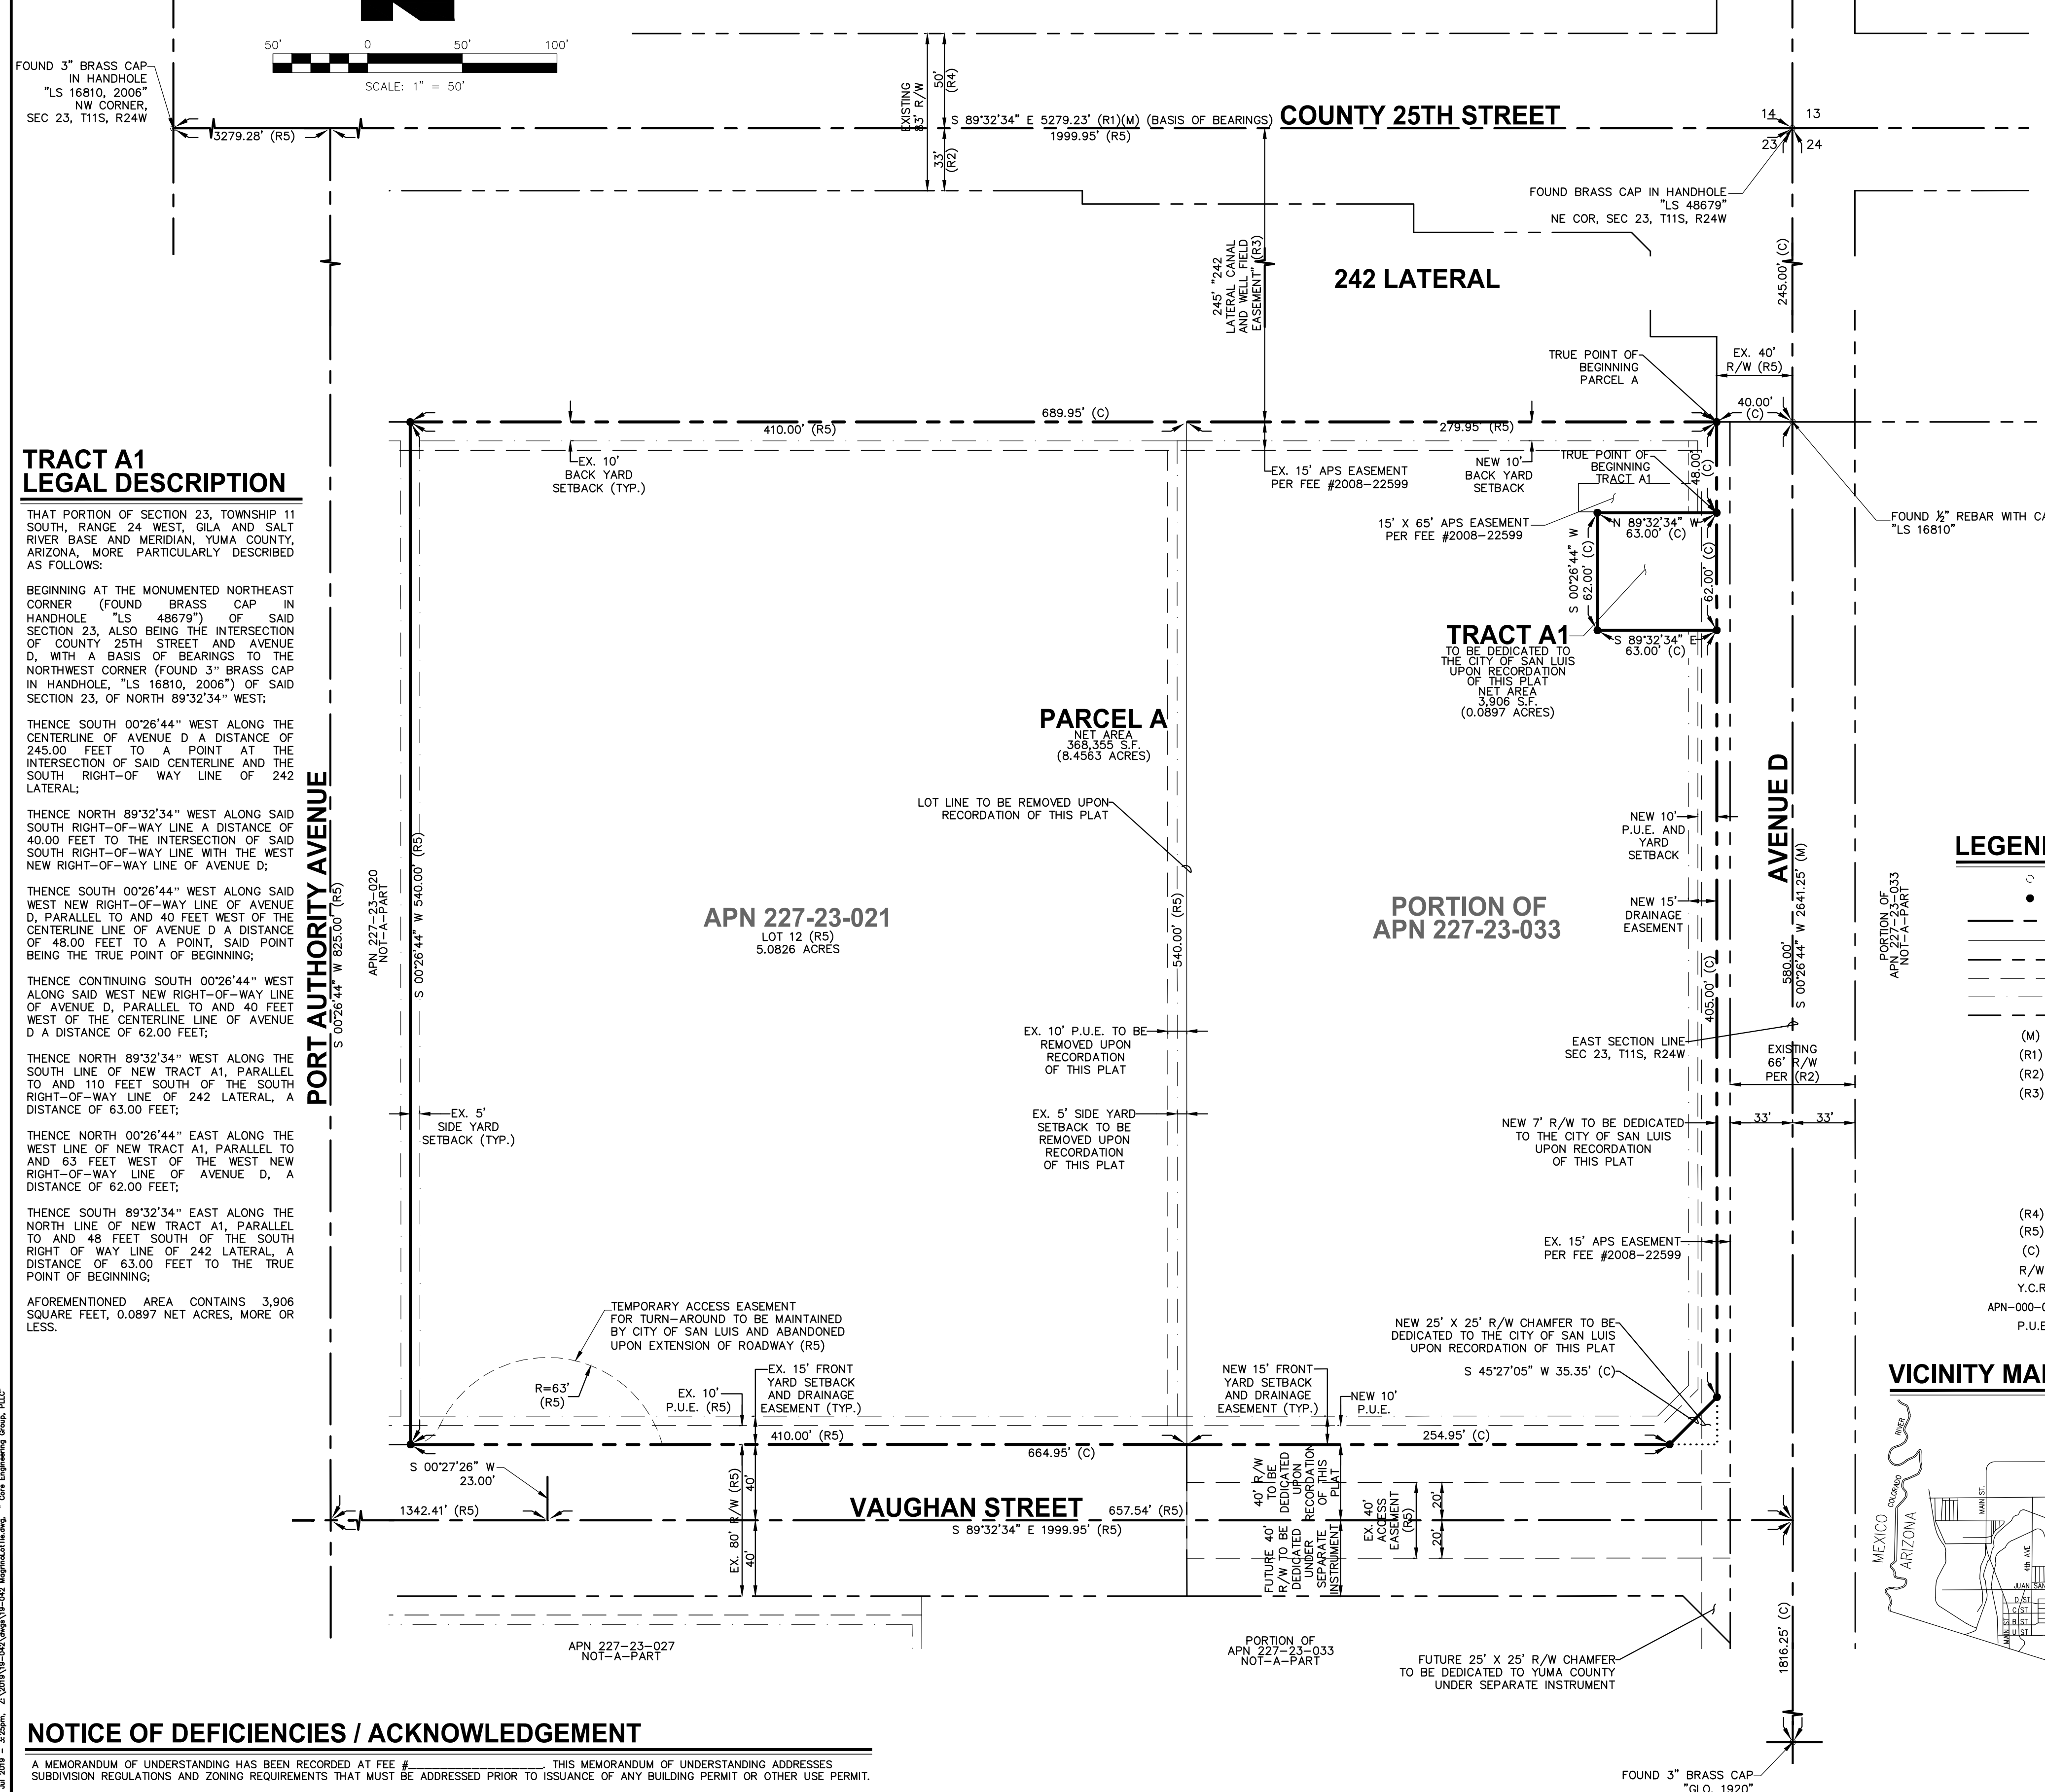 50'
0
50'
100'
SCALE: 1" = 50'
FOUND 3" BRASS CAP
IN HANDHOLE
"LS 16810, 2006"
NW CORNER,
SEC 23, T11S, R24W
3279.28' (R5)
EXISTING
83' R/W
50'
(R4)
33'
(R2)
S 89°32'34" E 5279.23' (R1)(M) (BASIS OF BEARINGS)
1999.95' (R5)
COUNTY 25TH STREET
14
13
23
24
FOUND BRASS CAP IN HANDHOLE
"LS 48679"
NE COR, SEC 23, T11S, R24W
245' "242
LATERAL CANAL
AND WELL FIELD
EASEMENT" (R3)
242 LATERAL
245.00' (C)
TRUE POINT OF
BEGINNING
PARCEL A
EX. 40'
R/W (R5)
40.00'
(C)
689.95' (C)
410.00' (R5)
279.95' (R5)
EX. 10'
BACK YARD
SETBACK (TYP.)
EX. 15' APS EASEMENT
PER FEE #2008-22599
NEW 10'
BACK YARD
SETBACK
TRUE POINT OF
BEGINNING
TRACT A1
48.00'
(C)
15' X 65' APS EASEMENT
PER FEE #2008-22599
N 89°32'34" W
63.00' (C)
S 00°26'44" W
62.00' (C)
62.00' (C)
S 89°32'34" E
63.00' (C)
FOUND ½" REBAR WITH CA
"LS 16810"
TRACT A1
TO BE DEDICATED TO
THE CITY OF SAN LUIS
UPON RECORDATION
OF THIS PLAT
NET AREA
3,906 S.F.
(0.0897 ACRES)
TRACT A1
LEGAL DESCRIPTION
THAT PORTION OF SECTION 23, TOWNSHIP 11
SOUTH, RANGE 24 WEST, GILA AND SALT
RIVER BASE AND MERIDIAN, YUMA COUNTY,
ARIZONA, MORE PARTICULARLY DESCRIBED
AS FOLLOWS:
BEGINNING AT THE MONUMENTED NORTHEAST
CORNER (FOUND BRASS CAP IN
HANDHOLE "LS 48679") OF SAID
SECTION 23, ALSO BEING THE INTERSECTION
OF COUNTY 25TH STREET AND AVENUE
D, WITH A BASIS OF BEARINGS TO THE
NORTHWEST CORNER (FOUND 3" BRASS CAP
IN HANDHOLE, "LS 16810, 2006") OF SAID
SECTION 23, OF NORTH 89°32'34" WEST;
THENCE SOUTH 00°26'44" WEST ALONG THE
CENTERLINE OF AVENUE D A DISTANCE OF
245.00 FEET TO A POINT AT THE
INTERSECTION OF SAID CENTERLINE AND THE
SOUTH RIGHT-OF WAY LINE OF 242
LATERAL;
THENCE NORTH 89°32'34" WEST ALONG SAID
SOUTH RIGHT-OF-WAY LINE A DISTANCE OF
40.00 FEET TO THE INTERSECTION OF SAID
SOUTH RIGHT-OF-WAY LINE WITH THE WEST
NEW RIGHT-OF-WAY LINE OF AVENUE D;
THENCE SOUTH 00°26'44" WEST ALONG SAID
WEST NEW RIGHT-OF-WAY LINE OF AVENUE
D, PARALLEL TO AND 40 FEET WEST OF THE
CENTERLINE LINE OF AVENUE D A DISTANCE
OF 48.00 FEET TO A POINT, SAID POINT
BEING THE TRUE POINT OF BEGINNING;
THENCE CONTINUING SOUTH 00°26'44" WEST
ALONG SAID WEST NEW RIGHT-OF-WAY LINE
OF AVENUE D, PARALLEL TO AND 40 FEET
WEST OF THE CENTERLINE LINE OF AVENUE
D A DISTANCE OF 62.00 FEET;
THENCE NORTH 89°32'34" WEST ALONG THE
SOUTH LINE OF NEW TRACT A1, PARALLEL
TO AND 110 FEET SOUTH OF THE SOUTH
RIGHT-OF-WAY LINE OF 242 LATERAL, A
DISTANCE OF 63.00 FEET;
THENCE NORTH 00°26'44" EAST ALONG THE
WEST LINE OF NEW TRACT A1, PARALLEL TO
AND 63 FEET WEST OF THE WEST NEW
RIGHT-OF-WAY LINE OF AVENUE D, A
DISTANCE OF 62.00 FEET;
THENCE SOUTH 89°32'34" EAST ALONG THE
NORTH LINE OF NEW TRACT A1, PARALLEL
TO AND 48 FEET SOUTH OF THE SOUTH
RIGHT OF WAY LINE OF 242 LATERAL, A
DISTANCE OF 63.00 FEET TO THE TRUE
POINT OF BEGINNING;
AFOREMENTIONED AREA CONTAINS 3,906
SQUARE FEET, 0.0897 NET ACRES, MORE OR
LESS.
PORT AUTHORITY AVENUE
S 00°26'44" W 825.00' (R5)
APN 227-23-020
NOT-A-PART
S 00°26'44" W 540.00' (R5)
PARCEL A
NET AREA
368,355 S.F.
(8.4563 ACRES)
LOT LINE TO BE REMOVED UPON
RECORDATION OF THIS PLAT
APN 227-23-021
LOT 12 (R5)
5.0826 ACRES
540.00' (R5)
PORTION OF
APN 227-23-033
NEW 10'
P.U.E. AND
YARD
SETBACK
NEW 15'
DRAINAGE
EASEMENT
405.00' (C)
AVENUE D
580.00'
S 00°26'44" W 2641.25' (M)
PORTION OF
APN 227-23-033
NOT-A-PART
LEGEN
(M)
(R1)
(R2)
(R3)
(R4)
(R5)
(C)
R/W
Y.C.R
APN-000-0
P.U.E
EX. 10' P.U.E. TO BE
REMOVED UPON
RECORDATION
OF THIS PLAT
EAST SECTION LINE
SEC 23, T11S, R24W
EXISTING
66' R/W
PER (R2)
33'
33'
EX. 5'
SIDE YARD
SETBACK (TYP.)
EX. 5' SIDE YARD
SETBACK TO BE
REMOVED UPON
RECORDATION
OF THIS PLAT
NEW 7' R/W TO BE DEDICATED
TO THE CITY OF SAN LUIS
UPON RECORDATION
OF THIS PLAT
EX. 15' APS EASEMENT
PER FEE #2008-22599
TEMPORARY ACCESS EASEMENT
FOR TURN-AROUND TO BE MAINTAINED
BY CITY OF SAN LUIS AND ABANDONED
UPON EXTENSION OF ROADWAY (R5)
R=63'
(R5)
EX. 10'
P.U.E. (R5)
EX. 15' FRONT
YARD SETBACK
AND DRAINAGE
EASEMENT (TYP.)
NEW 15' FRONT
YARD SETBACK
AND DRAINAGE
EASEMENT (TYP.)
NEW 10'
P.U.E.
NEW 25' X 25' R/W CHAMFER TO BE
DEDICATED TO THE CITY OF SAN LUIS
UPON RECORDATION OF THIS PLAT
S 45°27'05" W 35.35' (C)
410.00' (R5)
664.95' (C)
254.95' (C)
S 00°27'26" W
23.00'
1342.41' (R5)
EX. 80' R/W (R5)
40'
40'
VAUGHAN STREET
657.54' (R5)
S 89°32'34" E 1999.95' (R5)
40' R/W
TO BE
DEDICATED
UPON
RECORDATION
OF THIS
PLAT
FUTURE 40'
R/W TO BE
DEDICATED
UNDER
SEPARATE
INSTRUMENT
EX. 40'
ACCESS
EASEMENT
(R5)
20'
20'
APN 227-23-027
NOT-A-PART
PORTION OF
APN 227-23-033
NOT-A-PART
FUTURE 25' X 25' R/W CHAMFER
TO BE DEDICATED TO YUMA COUNTY
UNDER SEPARATE INSTRUMENT
1816.25' (C)
FOUND 3" BRASS CAP
"GLO, 1920"
VICINITY MA
MEXICO
COLORADO
RIVER
ARIZONA
MAIN ST.
4th AVE
JUAN SAN
D ST
C ST
B ST
U ST
MAIN ST
NOTICE OF DEFICIENCIES / ACKNOWLEDGEMENT
A MEMORANDUM OF UNDERSTANDING HAS BEEN RECORDED AT FEE #____________________. THIS MEMORANDUM OF UNDERSTANDING ADDRESSES
SUBDIVISION REGULATIONS AND ZONING REQUIREMENTS THAT MUST BE ADDRESSED PRIOR TO ISSUANCE OF ANY BUILDING PERMIT OR OTHER USE PERMIT.
Jul 2019 - 3:25pm, Z:\2019\19-042\dwgs\19-042 MagrinoLotTie.dwg, Core Engineering Group, PLLC